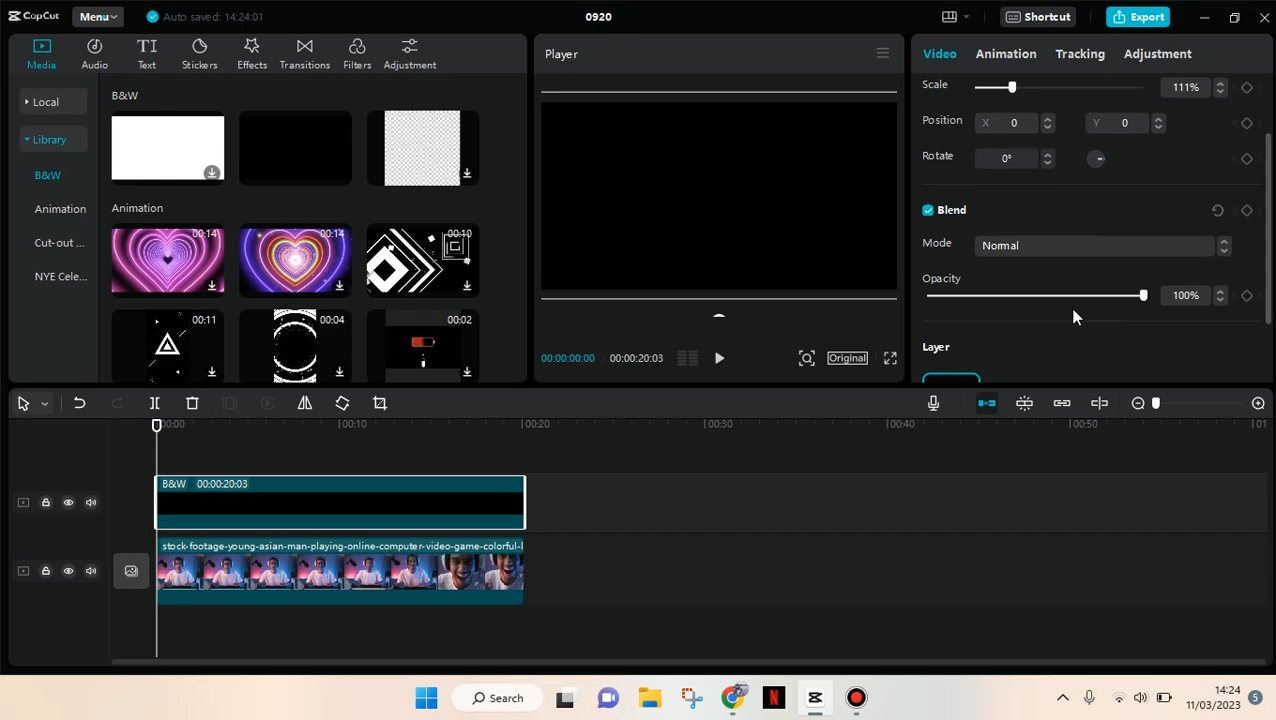 CapCut
Menu
Auto saved: 14:24:01
0920
Shortcut
Export
Media
Audio
Text
Stickers
Effects
Transitions
Filters
Adjustment
Local
Library
B&W
Animation
Cut-out ...
NYE Cele...
B&W
Animation
00:14
00:14
00:10
00:11
00:04
00:02
Player
00:00:00:00 / 00:00:20:03
Original
Video
Animation
Tracking
Adjustment
Scale
111%
Position
X 0
Y 0
Rotate
0°
Blend
Mode
Normal
Opacity
100%
Layer
00:00
00:10
00:20
00:30
00:40
00:50
B&W 00:00:20:03
stock-footage-young-asian-man-playing-online-computer-video-game-colorful-
Search
14:24
11/03/2023
5